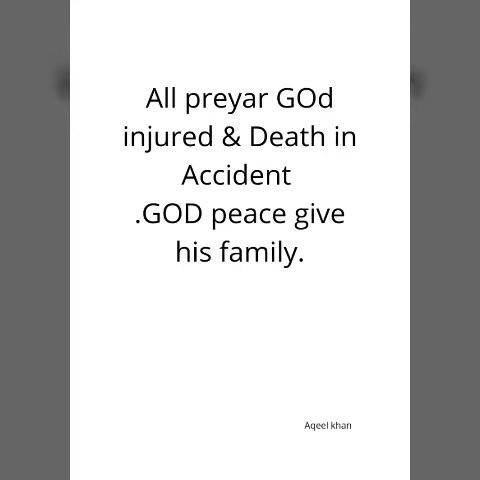 All preyar GOd
injured & Death in
Accident
.GOD peace give
his family.
Aqeel khan